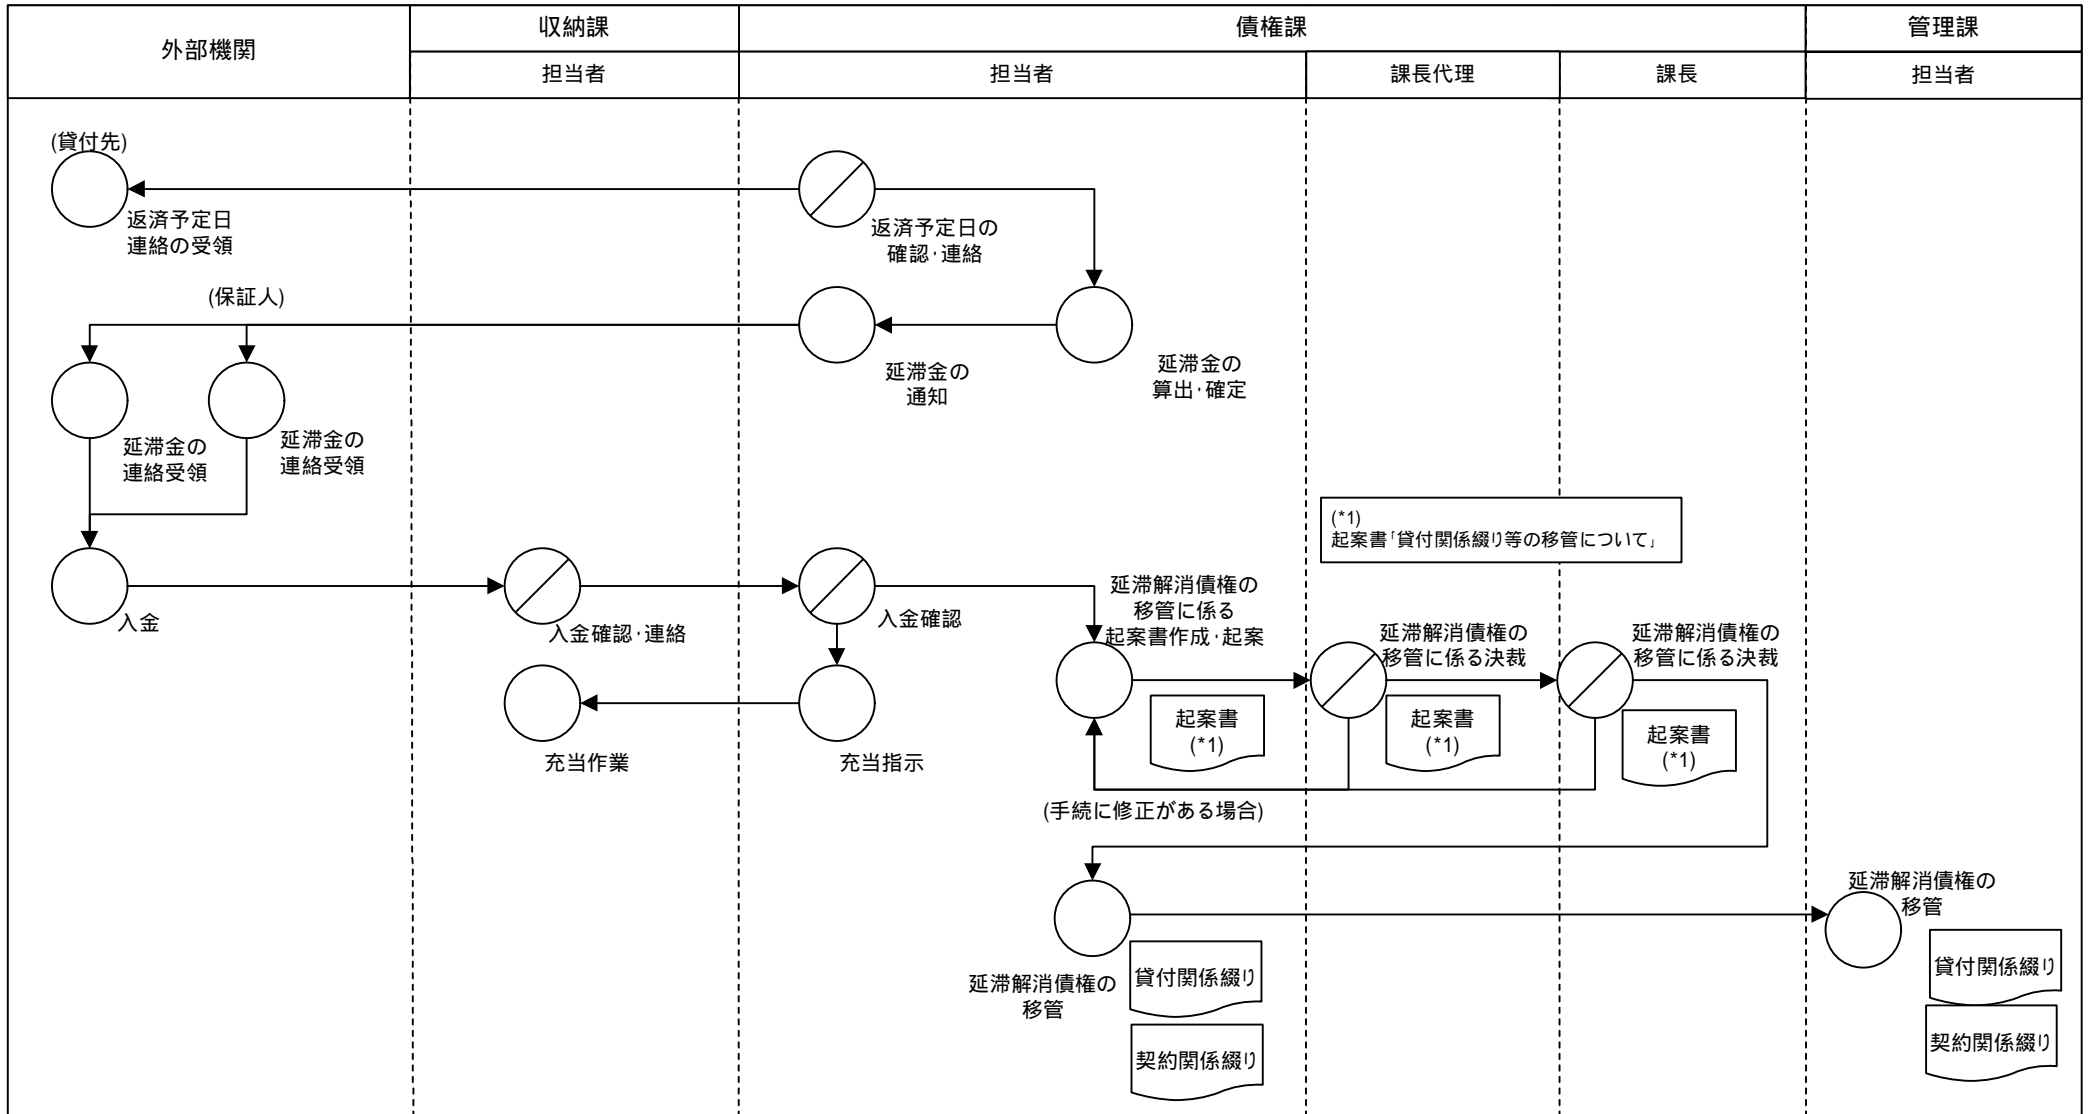 外部機関
収納課
債権課
管理課
担当者
担当者
課長代理
課長
担当者
(貸付先)
返済予定日
連絡の受領
返済予定日の
確認・連絡
(保証人)
延滞金の
連絡受領
延滞金の
連絡受領
延滞金の
通知
延滞金の
算出・確定
(*1)
起案書「貸付関係綴り等の移管について」
入金
入金確認・連絡
入金確認
延滞解消債権の
移管に係る
起案書作成・起案
延滞解消債権の
移管に係る決裁
延滞解消債権の
移管に係る決裁
起案書
(*1)
起案書
(*1)
起案書
(*1)
充当作業
充当指示
(手続に修正がある場合)
延滞解消債権の
移管
貸付関係綴り
契約関係綴り
延滞解消債権の
移管
貸付関係綴り
契約関係綴り